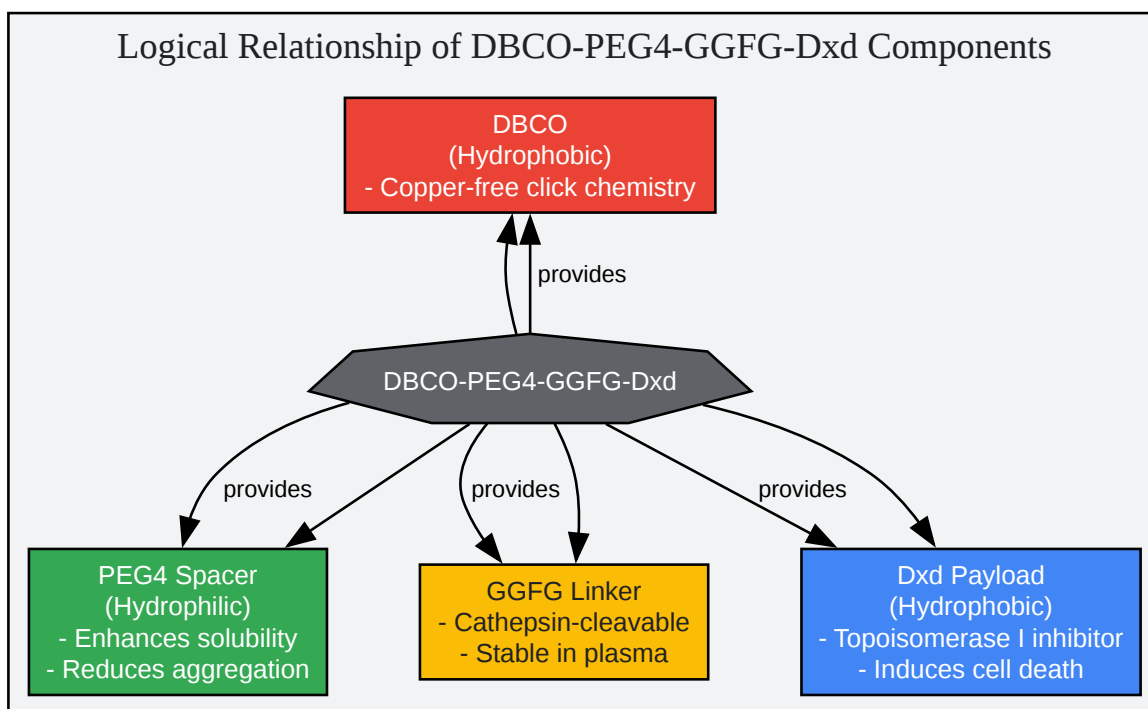 Logical Relationship of DBCO-PEG4-GGFG-Dxd Components
DBCO
(Hydrophobic)
- Copper-free click chemistry
provides
DBCO-PEG4-GGFG-Dxd
provides
provides
provides
PEG4 Spacer
(Hydrophilic)
- Enhances solubility
- Reduces aggregation
GGFG Linker
- Cathepsin-cleavable
- Stable in plasma
Dxd Payload
(Hydrophobic)
- Topoisomerase I inhibitor
- Induces cell death